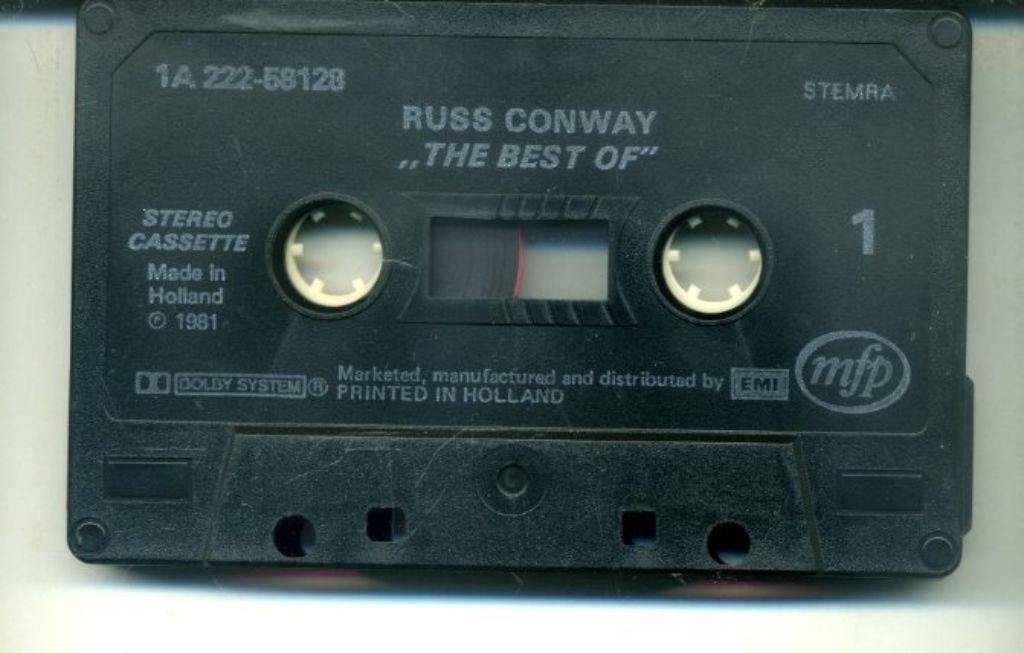 1A 222-58128
STEMRA
RUSS CONWAY
„THE BEST OF”
STEREO
CASSETTE
1
Made in
Holland
℗ 1981
DOLBY SYSTEM ®
Marketed, manufactured and distributed by EMI
PRINTED IN HOLLAND
mfp